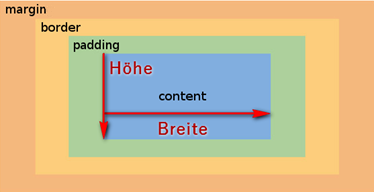 margin
border
padding
Höhe
content
Breite